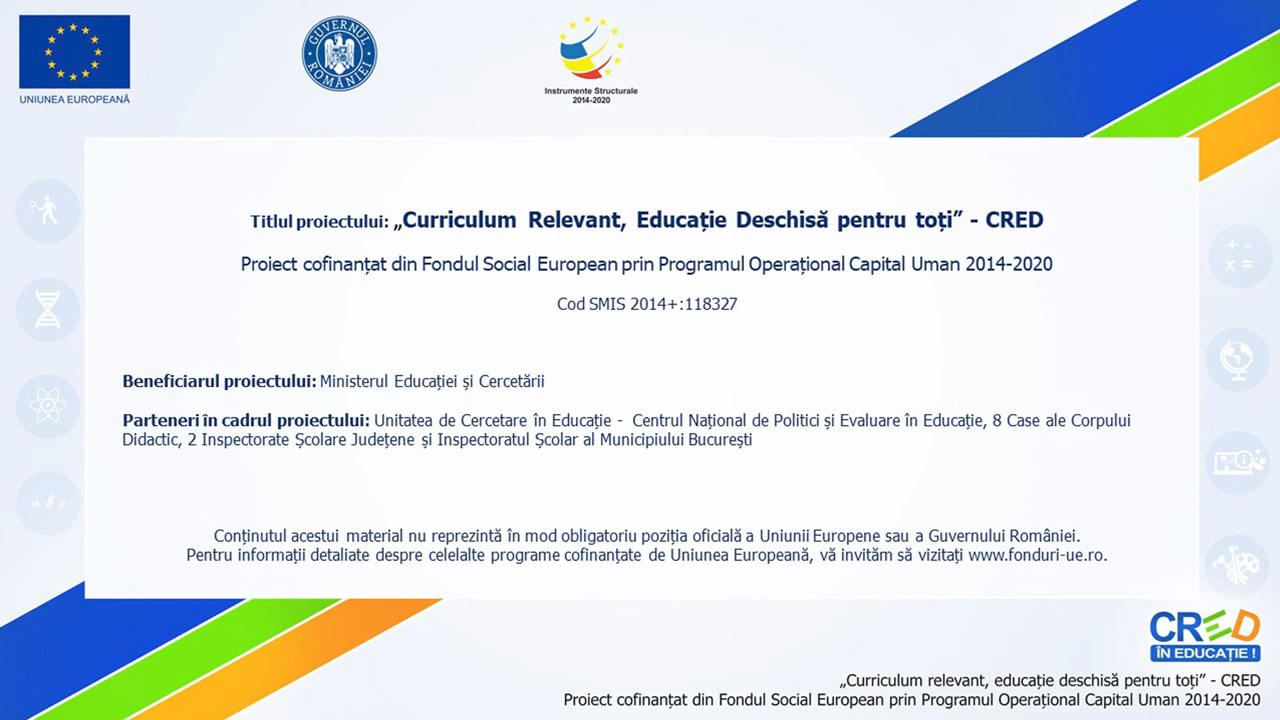 UNIUNEA EUROPEANĂ
GUVERNUL ROMÂNIEI
Instrumente Structurale
2014-2020
Titlul proiectului: „Curriculum Relevant, Educație Deschisă pentru toți” - CRED
Proiect cofinanțat din Fondul Social European prin Programul Operațional Capital Uman 2014-2020
Cod SMIS 2014+:118327
Beneficiarul proiectului: Ministerul Educației și Cercetării
Parteneri în cadrul proiectului: Unitatea de Cercetare în Educație - Centrul Național de Politici și Evaluare în Educație, 8 Case ale Corpului
Didactic, 2 Inspectorate Școlare Județene și Inspectoratul Școlar al Municipiului București
Conținutul acestui material nu reprezintă în mod obligatoriu poziția oficială a Uniunii Europene sau a Guvernului României.
Pentru informații detaliate despre celelalte programe cofinanțate de Uniunea Europeană, vă invităm să vizitați www.fonduri-ue.ro.
+ -
x =
a b c
CRED
ÎN EDUCAȚIE !
„Curriculum relevant, educație deschisă pentru toți” - CRED
Proiect cofinanțat din Fondul Social European prin Programul Operațional Capital Uman 2014-2020